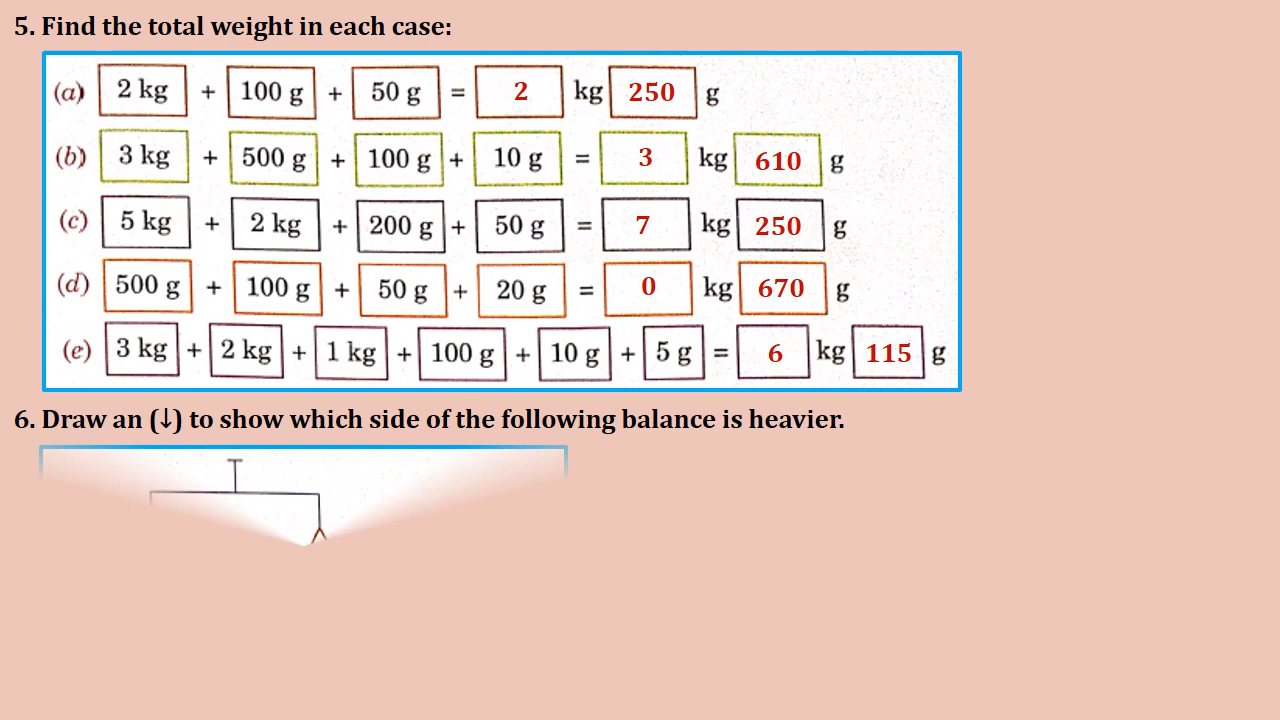 5. Find the total weight in each case:
(a) 2 kg + 100 g + 50 g = 2 kg 250 g
(b) 3 kg + 500 g + 100 g + 10 g = 3 kg 610 g
(c) 5 kg + 2 kg + 200 g + 50 g = 7 kg 250 g
(d) 500 g + 100 g + 50 g + 20 g = 0 kg 670 g
(e) 3 kg + 2 kg + 1 kg + 100 g + 10 g + 5 g = 6 kg 115 g
6. Draw an (↓) to show which side of the following balance is heavier.